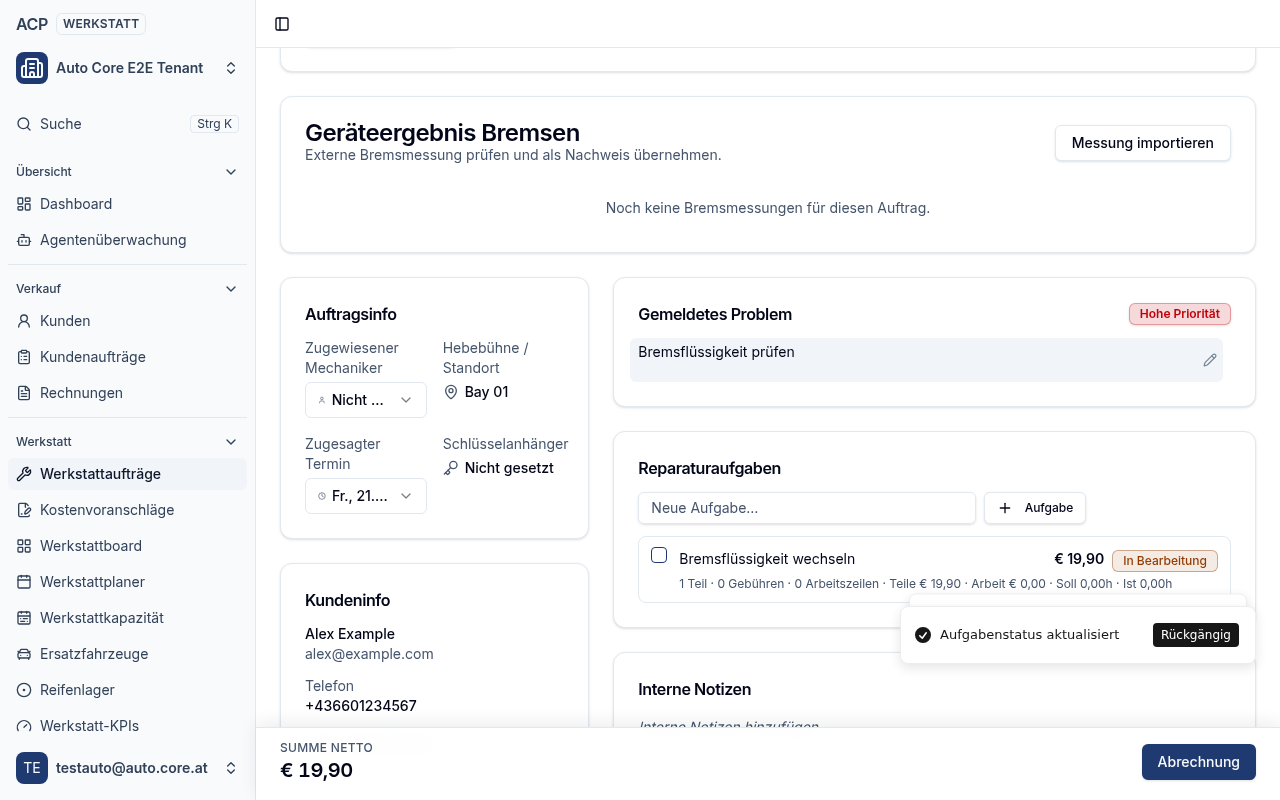 ACP WERKSTATT
Auto Core E2E Tenant
Suche Strg K
Übersicht
Dashboard
Agentenüberwachung
Verkauf
Kunden
Kundenaufträge
Rechnungen
Werkstatt
Werkstattaufträge
Kostenvoranschläge
Werkstattboard
Werkstattplaner
Werkstattkapazität
Ersatzfahrzeuge
Reifenlager
Werkstatt-KPIs
TE testauto@auto.core.at
Geräteergebnis Bremsen
Externe Bremsmessung prüfen und als Nachweis übernehmen.
Messung importieren
Noch keine Bremsmessungen für diesen Auftrag.
Auftragsinfo
Zugewiesener
Mechaniker
Nicht ...
Hebebühne /
Standort
Bay 01
Zugesagter
Termin
Fr., 21....
Schlüsselanhänger
Nicht gesetzt
Kundeninfo
Alex Example
alex@example.com
Telefon
+436601234567
Gemeldetes Problem
Hohe Priorität
Bremsflüssigkeit prüfen
Reparaturaufgaben
Neue Aufgabe...
Aufgabe
Bremsflüssigkeit wechseln
€ 19,90
In Bearbeitung
1 Teil · 0 Gebühren · 0 Arbeitszeilen · Teile € 19,90 · Arbeit € 0,00 · Soll 0,00h · Ist 0,00h
Aufgabenstatus aktualisiert
Rückgängig
Interne Notizen
Interne Notizen hinzufügen
SUMME NETTO
€ 19,90
Abrechnung